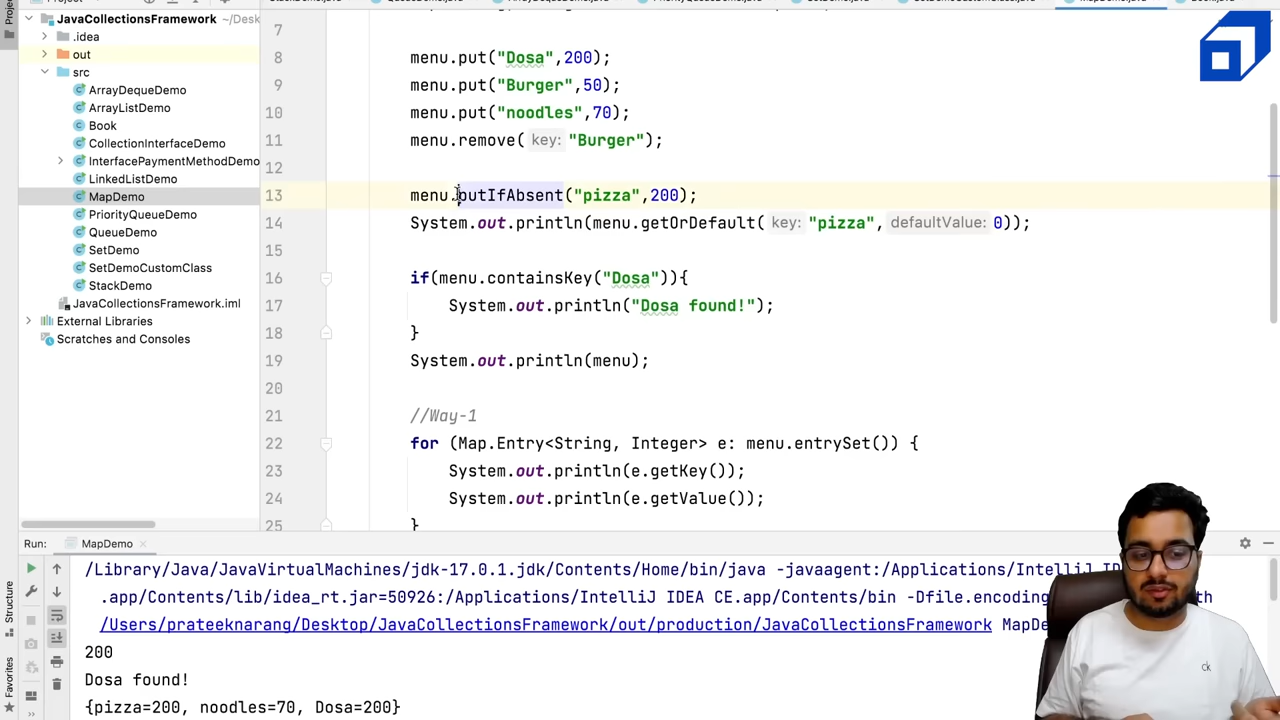 JavaCollectionsFramework ~/Desk
.idea
out
src
ArrayDequeDemo
ArrayListDemo
Book
CollectionInterfaceDemo
InterfacePaymentMethodDemo
LinkedListDemo
MapDemo
PriorityQueueDemo
QueueDemo
SetDemo
SetDemoCustomClass
StackDemo
JavaCollectionsFramework.iml
External Libraries
Scratches and Consoles
7
8 menu.put("Dosa",200);
9 menu.put("Burger",50);
10 menu.put("noodles",70);
11 menu.remove( key: "Burger");
12
13 menu.putIfAbsent("pizza",200);
14 System.out.println(menu.getOrDefault( key: "pizza", defaultValue: 0));
15
16 if(menu.containsKey("Dosa")){
17 System.out.println("Dosa found!");
18 }
19 System.out.println(menu);
20
21 //Way-1
22 for (Map.Entry<String, Integer> e: menu.entrySet()) {
23 System.out.println(e.getKey());
24 System.out.println(e.getValue());
25 }
Run: MapDemo
/Library/Java/JavaVirtualMachines/jdk-17.0.1.jdk/Contents/Home/bin/java -javaagent:/Applications/IntelliJ ID
.app/Contents/lib/idea_rt.jar=50926:/Applications/IntelliJ IDEA CE.app/Contents/bin -Dfile.encoding
/Users/prateeknarang/Desktop/JavaCollectionsFramework/out/production/JavaCollectionsFramework MapDe
200
Dosa found!
{pizza=200, noodles=70, Dosa=200}
Structure
Favorites
ck